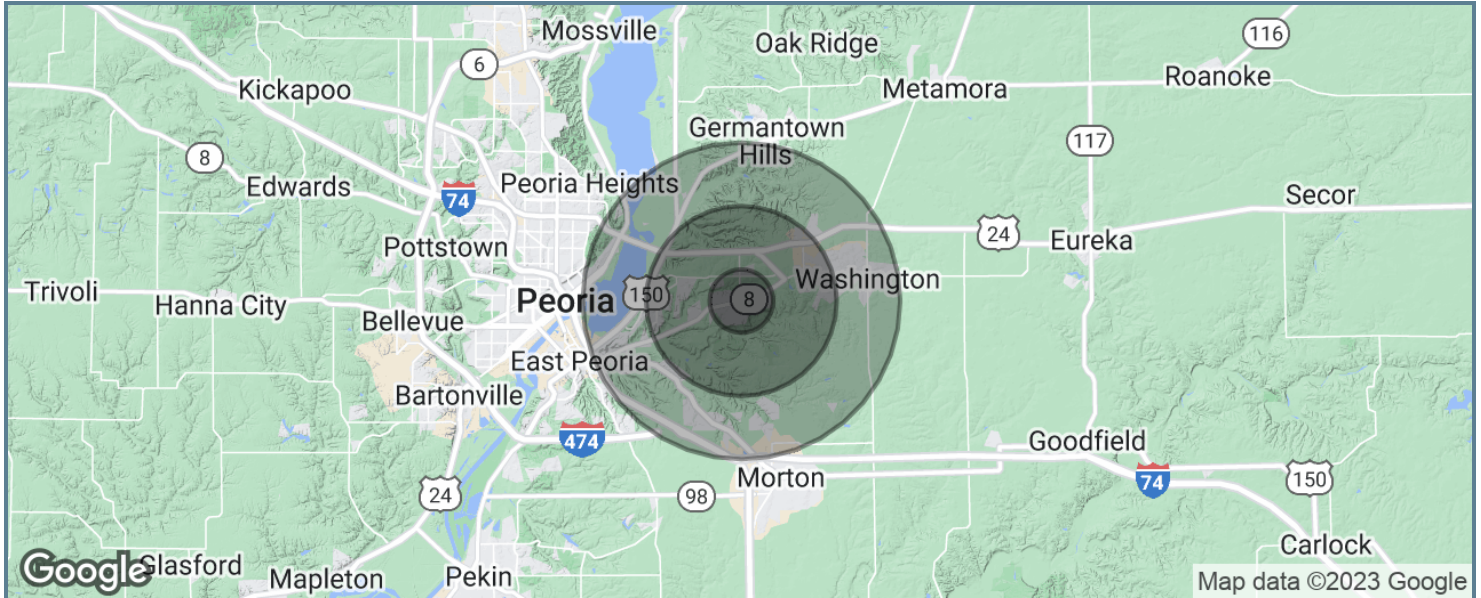 Mossville
Oak Ridge
116
6
Roanoke
Kickapoo
Metamora
Germantown
Hills
117
8
Edwards
Peoria Heights
74
Secor
Pottstown
24
Eureka
Washington
Trivoli
Hanna City
Peoria
150
8
Bellevue
East Peoria
Bartonville
474
Goodfield
Morton
74
150
24
98
Carlock
Google
Glasford
Mapleton
Pekin
Map data ©2023 Google